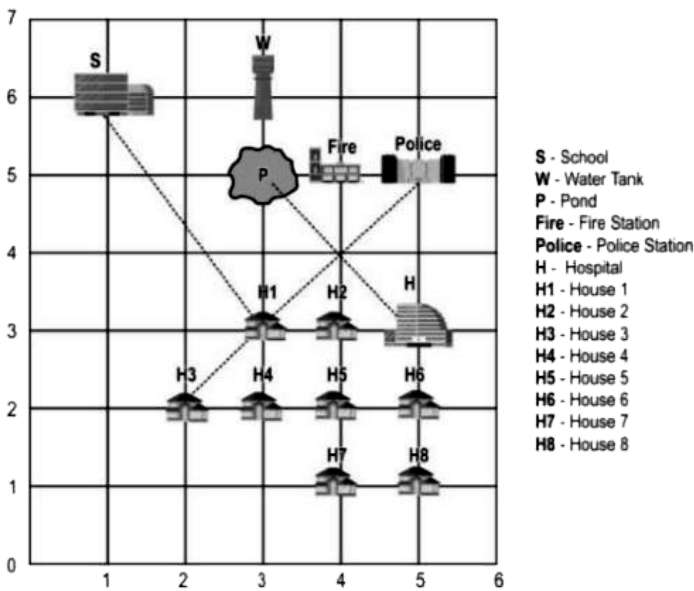 7
W
S
6
Fire Police
5
P
4
H1 H2 H
3
H3 H4 H5 H6
2
H7 H8
1
0
1 2 3 4 5 6
S - School
W - Water Tank
P - Pond
Fire - Fire Station
Police - Police Station
H - Hospital
H1 - House 1
H2 - House 2
H3 - House 3
H4 - House 4
H5 - House 5
H6 - House 6
H7 - House 7
H8 - House 8